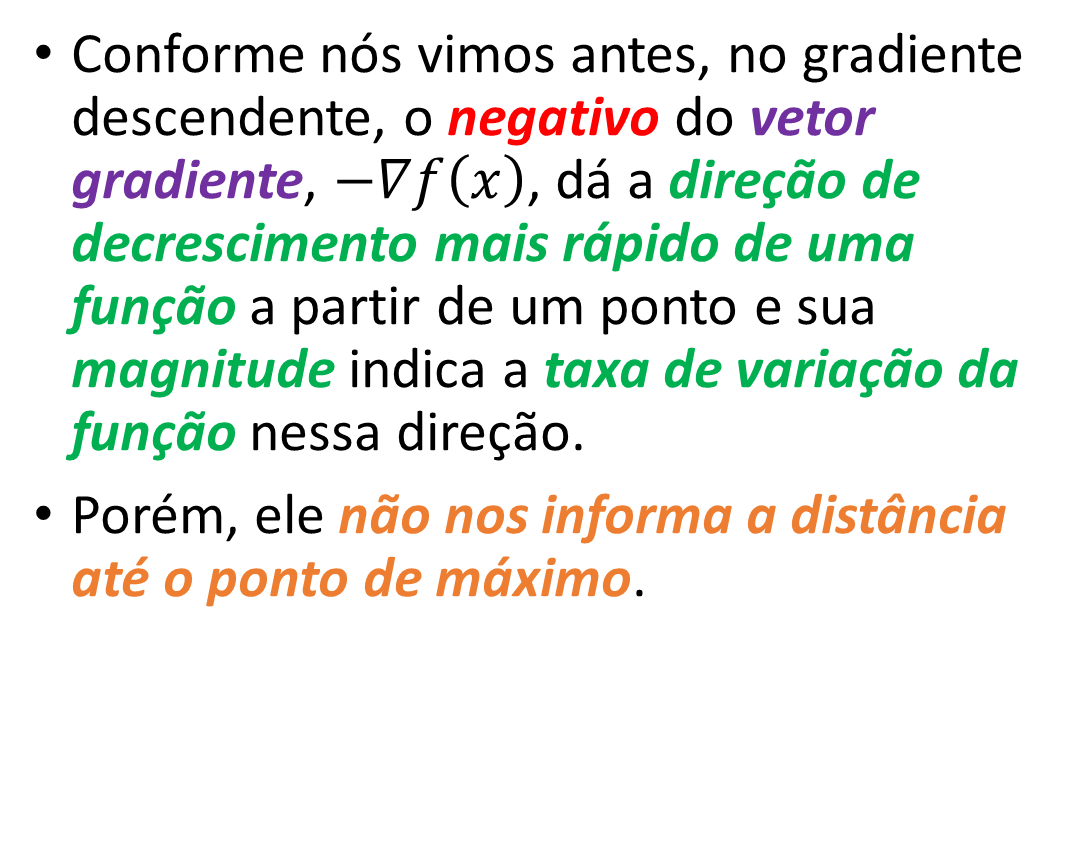 • Conforme nós vimos antes, no gradiente
descendente, o negativo do vetor
gradiente, −∇f(x), dá a direção de
decrescimento mais rápido de uma
função a partir de um ponto e sua
magnitude indica a taxa de variação da
função nessa direção.
• Porém, ele não nos informa a distância
até o ponto de máximo.